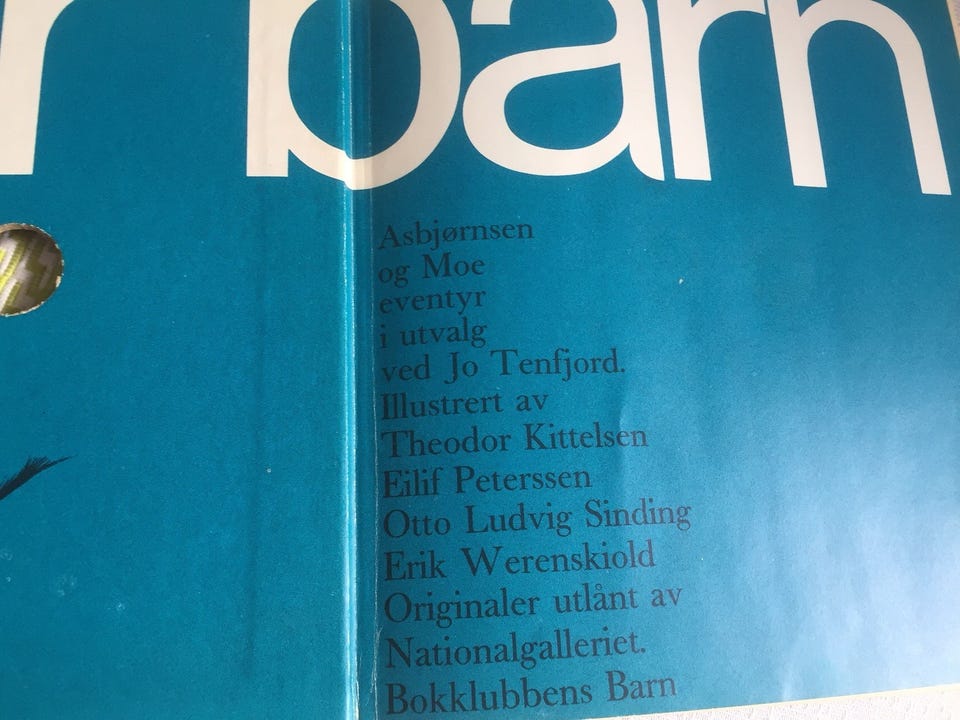 r barn
Asbjørnsen
og Moe
eventyr
i utvalg
ved Jo Tenfjord.
Illustrert av
Theodor Kittelsen
Eilif Peterssen
Otto Ludvig Sinding
Erik Werenskiold
Originaler utlånt av
Nationalgalleriet.
Bokklubbens Barn